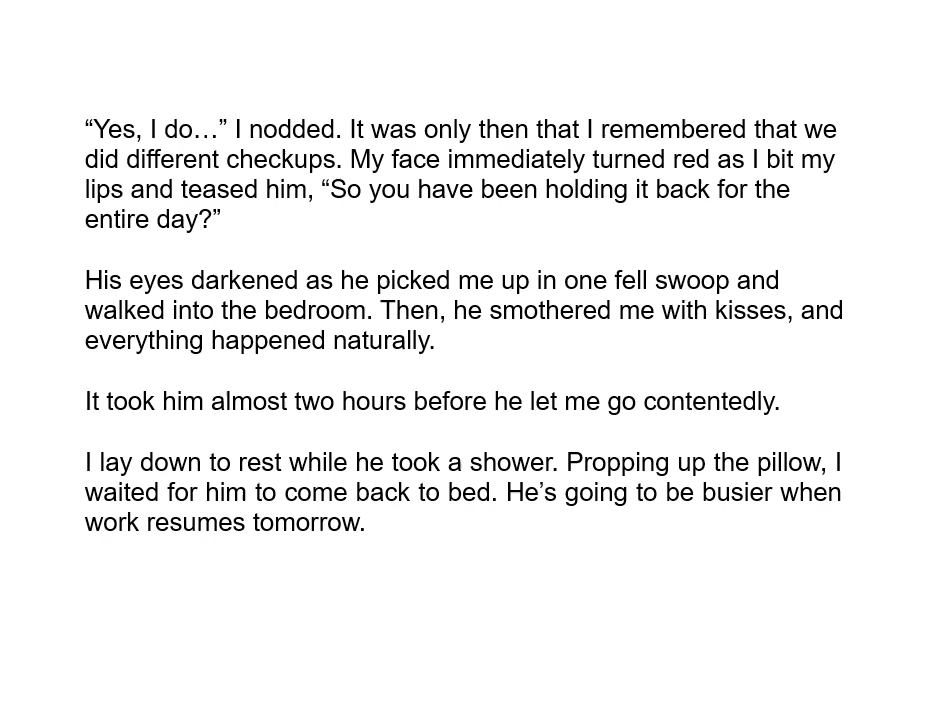 “Yes, I do…” I nodded. It was only then that I remembered that we
did different checkups. My face immediately turned red as I bit my
lips and teased him, “So you have been holding it back for the
entire day?”
His eyes darkened as he picked me up in one fell swoop and
walked into the bedroom. Then, he smothered me with kisses, and
everything happened naturally.
It took him almost two hours before he let me go contentedly.
I lay down to rest while he took a shower. Propping up the pillow, I
waited for him to come back to bed. He’s going to be busier when
work resumes tomorrow.